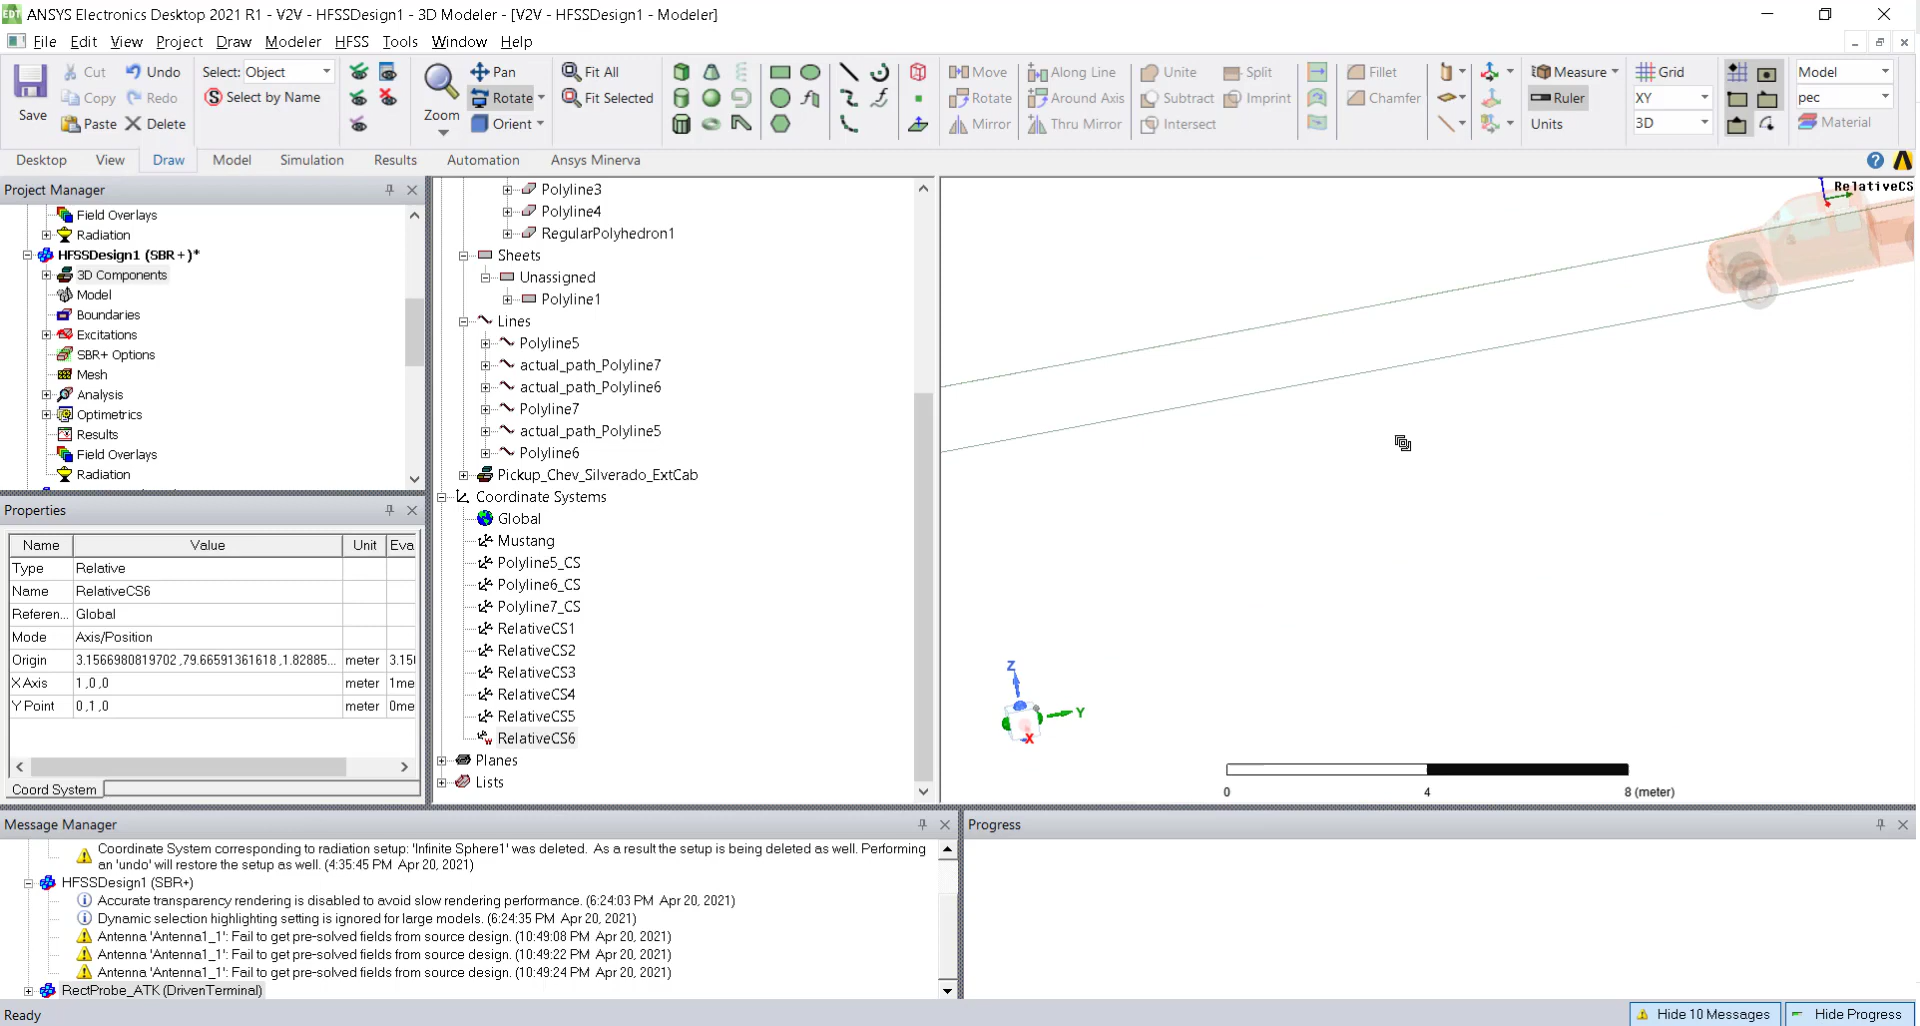 ANSYS Electronics Desktop 2021 R1 - V2V - HFSSDesign1 - 3D Modeler - [V2V - HFSSDesign1 - Modeler]
File Edit View Project Draw Modeler HFSS Tools Window Help
Save
Cut Copy Paste
Undo Redo Delete
Select: Object
Select by Name
Zoom
Pan Rotate Orient
Fit All Fit Selected
Move Rotate Mirror
Along Line Around Axis Thru Mirror
Unite Subtract Intersect
Split Imprint
Fillet Chamfer
Measure Ruler Units
Grid XY 3D
Model pec Material
Desktop View Draw Model Simulation Results Automation Ansys Minerva
Project Manager
Field Overlays
Radiation
HFSSDesign1 (SBR+)*
3D Components
Model
Boundaries
Excitations
SBR+ Options
Mesh
Analysis
Optimetrics
Results
Field Overlays
Radiation
Properties
Name Value Unit Eva
Type Relative
Name RelativeCS6
Referen... Global
Mode Axis/Position
Origin 3.1566980819702 ,79.66591361618 ,1.82885... meter 3.15
X Axis 1 ,0 ,0 meter 1me
Y Point 0 ,1 ,0 meter 0me
Coord System
Polyline3
Polyline4
RegularPolyhedron1
Sheets
Unassigned
Polyline1
Lines
Polyline5
actual_path_Polyline7
actual_path_Polyline6
Polyline7
actual_path_Polyline5
Polyline6
Pickup_Chev_Silverado_ExtCab
Coordinate Systems
Global
Mustang
Polyline5_CS
Polyline6_CS
Polyline7_CS
RelativeCS1
RelativeCS2
RelativeCS3
RelativeCS4
RelativeCS5
RelativeCS6
Planes
Lists
RelativeCS
Z
Y
X
0 4 8 (meter)
Message Manager
Coordinate System corresponding to radiation setup: 'Infinite Sphere1' was deleted. As a result the setup is being deleted as well. Performing
an 'undo' will restore the setup as well. (4:35:45 PM Apr 20, 2021)
HFSSDesign1 (SBR+)
Accurate transparency rendering is disabled to avoid slow rendering performance. (6:24:03 PM Apr 20, 2021)
Dynamic selection highlighting setting is ignored for large models. (6:24:35 PM Apr 20, 2021)
Antenna 'Antenna1_1': Fail to get pre-solved fields from source design. (10:49:08 PM Apr 20, 2021)
Antenna 'Antenna1_1': Fail to get pre-solved fields from source design. (10:49:22 PM Apr 20, 2021)
Antenna 'Antenna1_1': Fail to get pre-solved fields from source design. (10:49:24 PM Apr 20, 2021)
RectProbe_ATK (DrivenTerminal)
Progress
Ready
Hide 10 Messages
Hide Progress